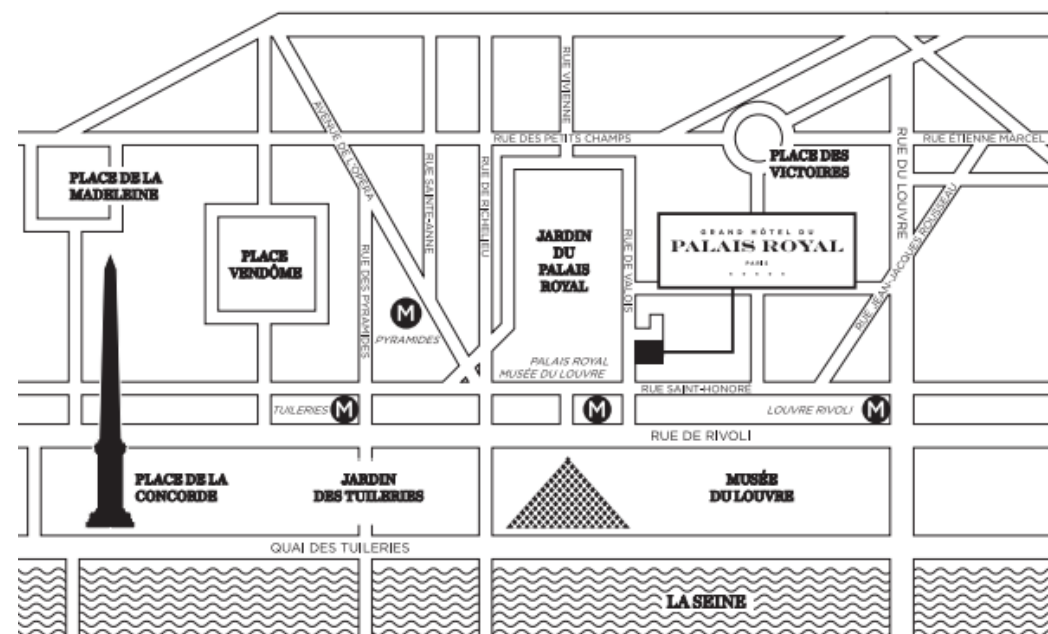 RUE VIVIENNE
AVENUE DE L'OPERA
RUE DES PETITS CHAMPS
RUE SAINTE-ANNE
RUE DE RICHELIEU
RUE DU LOUVRE
RUE ÉTIENNE MARCEL
PLACE DES
VICTOIRES
PLACE DE LA
MADELEINE
RUE JEAN-JACQUES ROUSSEAU
GRAND HÔTEL DU
PALAIS ROYAL
PARIS
JARDIN
DU
PALAIS
ROYAL
RUE DE VALOIS
PLACE
VENDÔME
RUE DES PYRAMIDES
M
PYRAMIDES
PALAIS ROYAL
MUSÉE DU LOUVRE
RUE SAINT-HONORÉ
TUILERIES M
M
LOUVRE RIVOLI M
RUE DE RIVOLI
PLACE DE LA
CONCORDE
JARDIN
DES TUILERIES
MUSÉE
DU LOUVRE
QUAI DES TUILERIES
LA SEINE